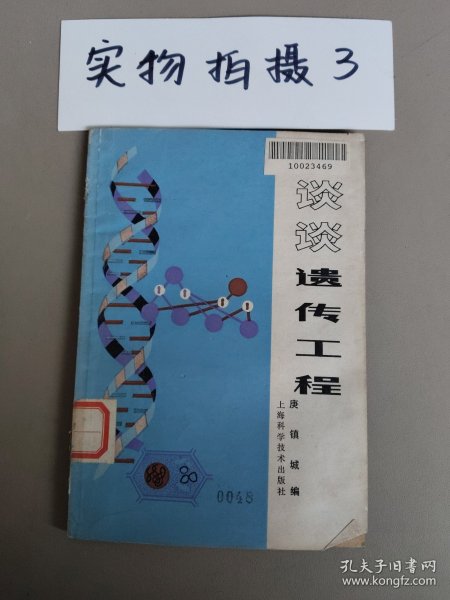 实物拍摄3
10023469
谈谈遗传工程
庚镇城 编
上海科学技术出版社
0048
孔夫子旧书网
www.kongfz.com